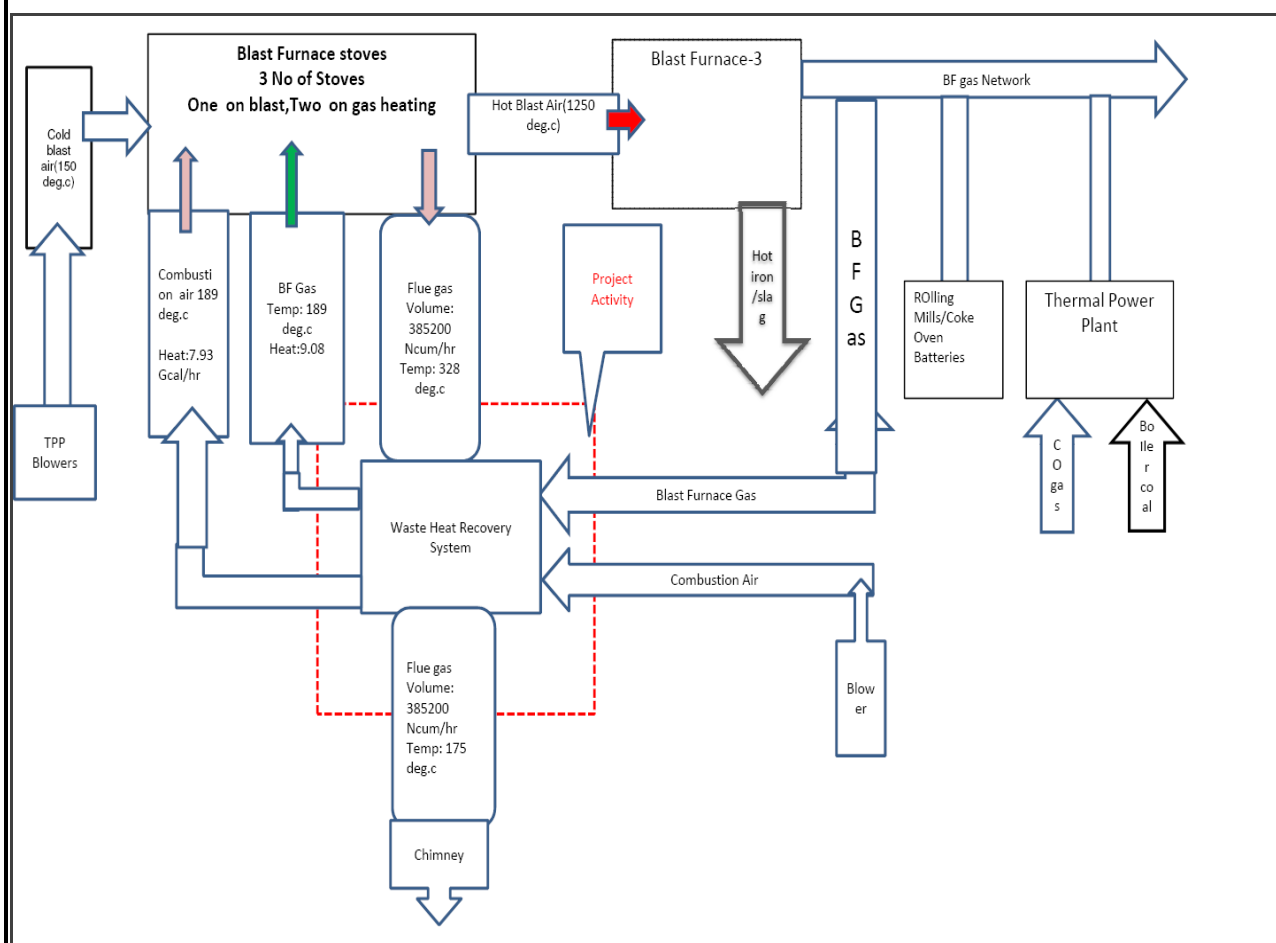 Blast Furnace stoves
3 No of Stoves
One on blast,Two on gas heating
Cold
blast
air(150
deg.c)
Hot Blast Air(1250
deg.c)
Blast Furnace-3
BF gas Network
Combusti
on air 189
deg.c
Heat:7.93
Gcal/hr
BF Gas
Temp: 189
deg.c
Heat:9.08
Flue gas
Volume:
385200
Ncum/hr
Temp: 328
deg.c
Project
Activity
Hot
iron
/sla
g
B
F
G
as
ROlling
Mills/Coke
Oven
Batteries
Thermal Power
Plant
TPP
Blowers
C
O
ga
s
Bo
ile
r
co
al
Blast Furnace Gas
Waste Heat Recovery
System
Combustion Air
Flue gas
Volume:
385200
Ncum/hr
Temp: 175
deg.c
Blow
er
Chimney